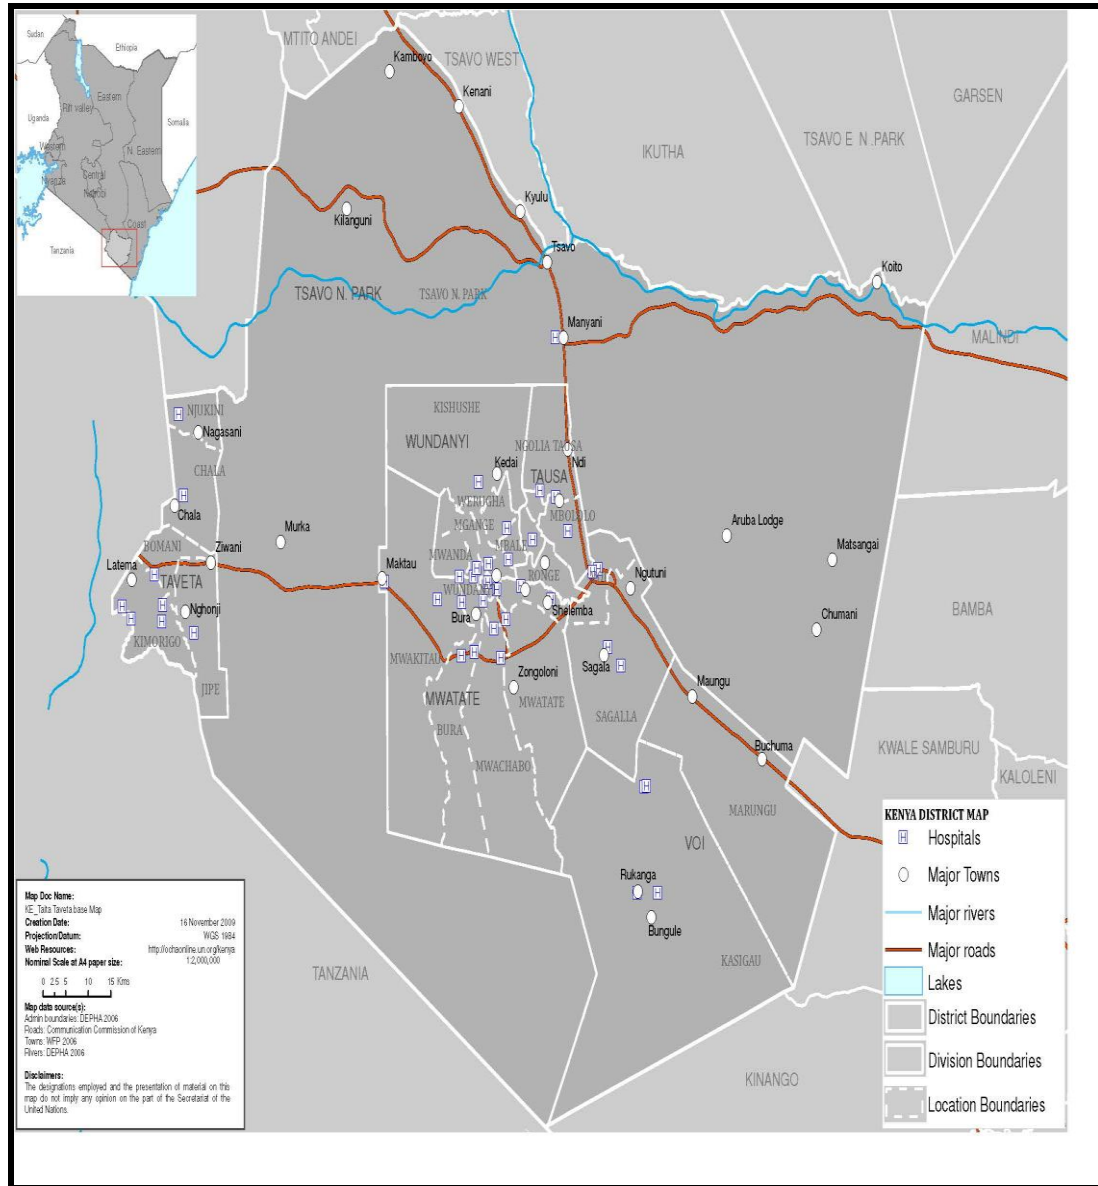 Sudan
Ethiopia
Rift valley
Eastern
Uganda
Somalia
Western
N. Eastern
Nyanza
Central
Nairobi
Coast
Tanzania
MTITO ANDEI
Kamboyo
TSAVO WEST
Kenani
GARSEN
TSAVO E N .PARK
IKUTHA
Kilanguni
Kyulu
Tsavo
Koito
TSAVO N. PARK
TSAVO N. PARK
Manyani
MALINDI
NJUKINI
Nagasani
KISHUSHE
WUNDANYI
NGOLIA TAUSA
Ndi
CHALA
Kedai
TAUSA
WERUGHA
MBOLOLO
Chala
MGANGE
Aruba Lodge
Murka
BOMANI
MBALE
MWANDA
Matsangai
Ziwani
Maktau
RONGE
Latema
TAVETA
Ngutuni
WUNDANYI
Shelemba
Nghonji
Bura
Chumani
BAMBA
KIMORIGO
MWAKITAU
Sagala
JIPE
Zongoloni
Maungu
MWATATE
MWATATE
SAGALLA
BURA
Buchuma
KWALE SAMBURU
MWACHABO
KALOLENI
MARUNGU
VOI
Rukanga
Bungule
KASIGAU
TANZANIA
KINANGO
KENYA DISTRICT MAP
H Hospitals
Major Towns
Major rivers
Major roads
Lakes
District Boundaries
Division Boundaries
Location Boundaries
Map Doc Name:
KE_Taita Taveta base Map
Creation Date: 16 November 2009
Projection/Datum: WGS 1984
Web Resources: http://ochaonline.un.org/kenya
Nominal Scale at A4 paper size: 1:2,000,000
0 2.5 5 10 15 Kms
Map data source(s):
Admin boundaries: DEPHA 2006
Roads: Communication Commission of Kenya
Towns: WFP 2006
Rivers: DEPHA 2006
Disclaimers:
The designations employed and the presentation of material on this
map do not imply any opinion on the part of the Secretariat of the
United Nations.